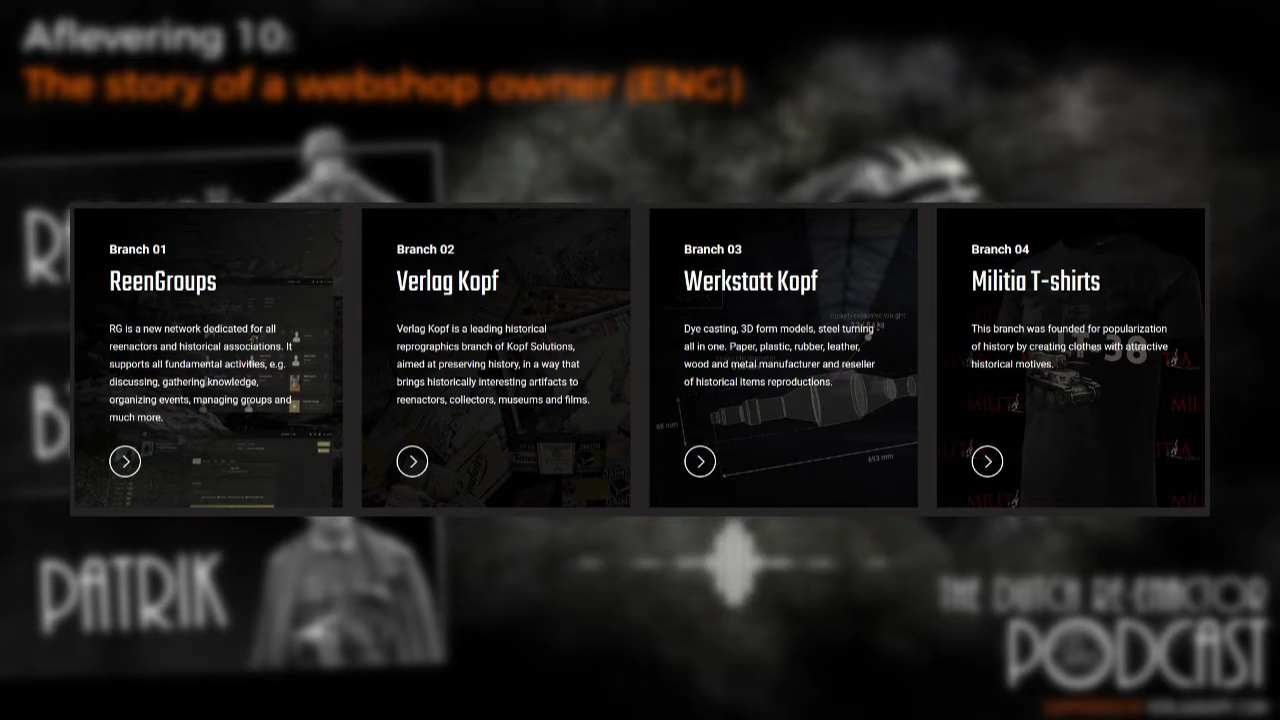 Aflevering 10:
The story of a webshop owner (ENG)
Branch 01
ReenGroups
RG is a new network dedicated for all
reenactors and historical associations. It
supports all fundamental activities, e.g.
discussing, gathering knowledge,
organizing events, managing groups and
much more.
Branch 02
Verlag Kopf
Verlag Kopf is a leading historical
reprographics branch of Kopf Solutions,
aimed at preserving history, in a way that
brings historically interesting artifacts to
reenactors, collectors, museums and films.
Branch 03
Werkstatt Kopf
Dye casting, 3D form models, steel turning -
all in one. Paper, plastic, rubber, leather,
wood and metal manufacturer and reseller
of historical items reproductions.
88 mm
653 mm
Branch 04
Militia T-shirts
This branch was founded for popularization
of history by creating clothes with attractive
historical motives.
LT 38
PATRIK
THE DUTCH RE-ENACTOR
PODCAST